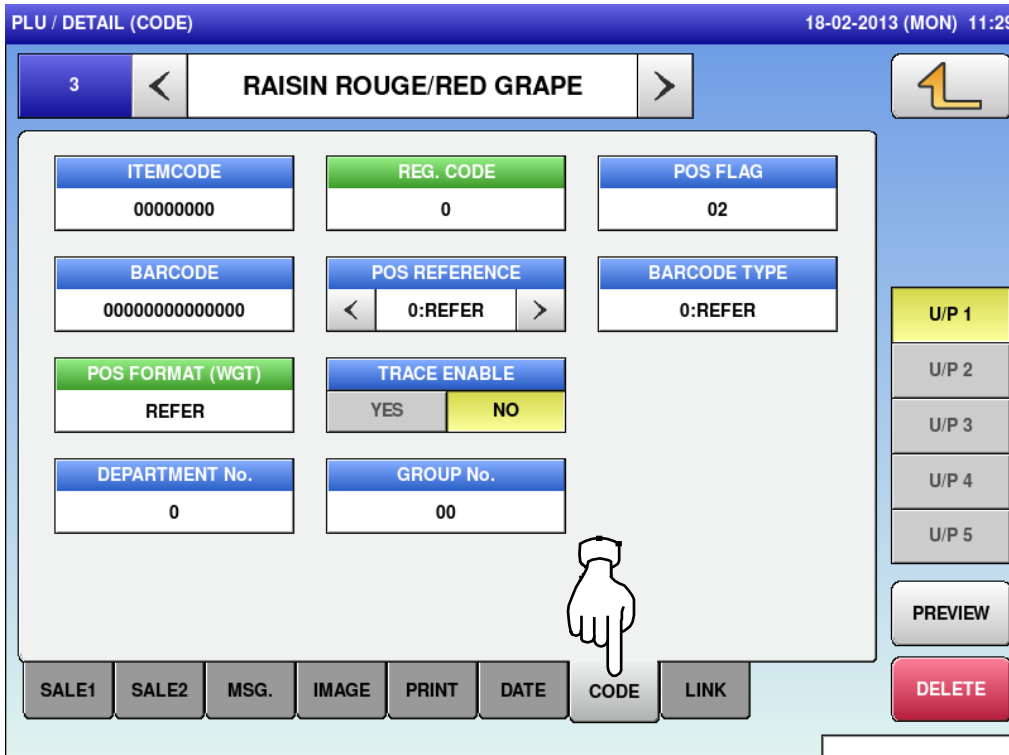 PLU / DETAIL (CODE) 18-02-2013 (MON) 11:29
3 < RAISIN ROUGE/RED GRAPE >
ITEMCODE REG. CODE POS FLAG
00000000 0 02
BARCODE POS REFERENCE BARCODE TYPE
00000000000000 < 0:REFER > 0:REFER
U/P 1
POS FORMAT (WGT) TRACE ENABLE
U/P 2
REFER YES NO
U/P 3
DEPARTMENT No. GROUP No.
U/P 4
0 00
U/P 5
PREVIEW
SALE1 SALE2 MSG. IMAGE PRINT DATE CODE LINK
DELETE